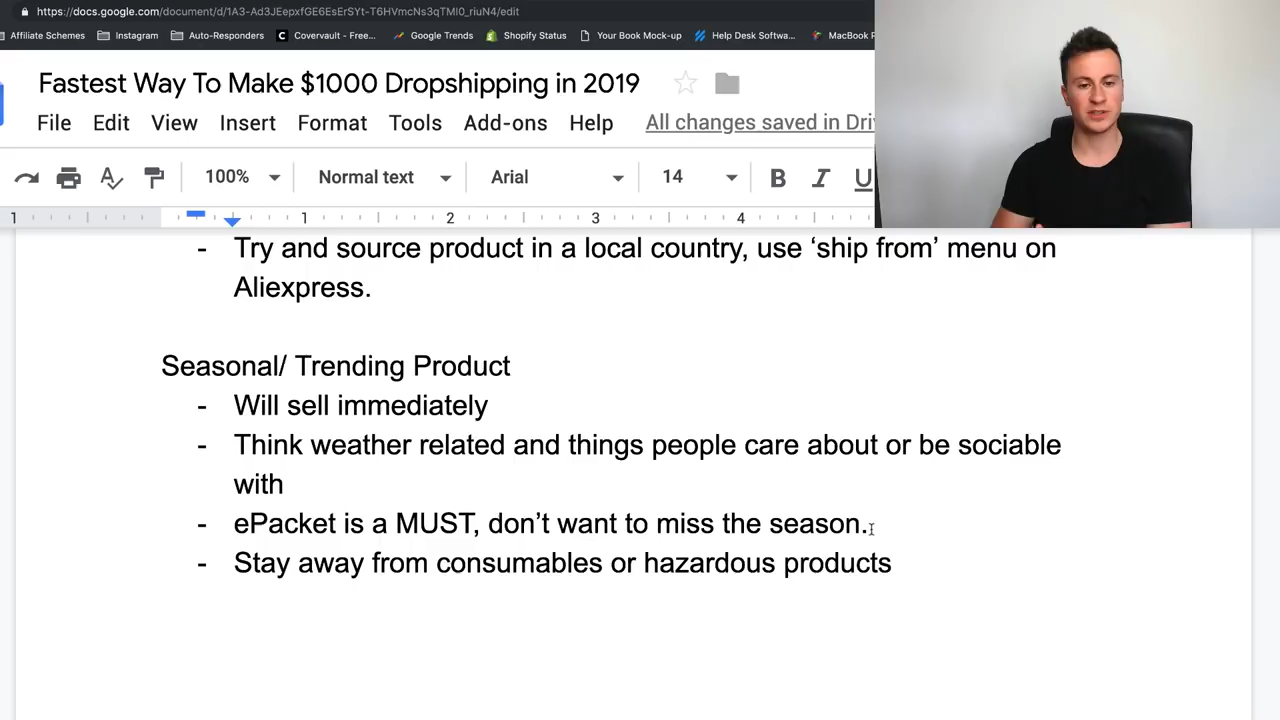 https://docs.google.com/document/d/1A3-Ad3JEepxfGE6EsErSYt-T6HVmcNs3qTMI0_riuN4/edit
Affiliate Schemes Instagram Auto-Responders Covervault - Free... Google Trends Shopify Status Your Book Mock-up Help Desk Softwa... MacBook P
Fastest Way To Make $1000 Dropshipping in 2019
File Edit View Insert Format Tools Add-ons Help All changes saved in Dri
100% Normal text Arial 14 B I U
1 1 2 3 4
- Try and source product in a local country, use ‘ship from’ menu on
Aliexpress.
Seasonal/ Trending Product
- Will sell immediately
- Think weather related and things people care about or be sociable
with
- ePacket is a MUST, don’t want to miss the season.
- Stay away from consumables or hazardous products